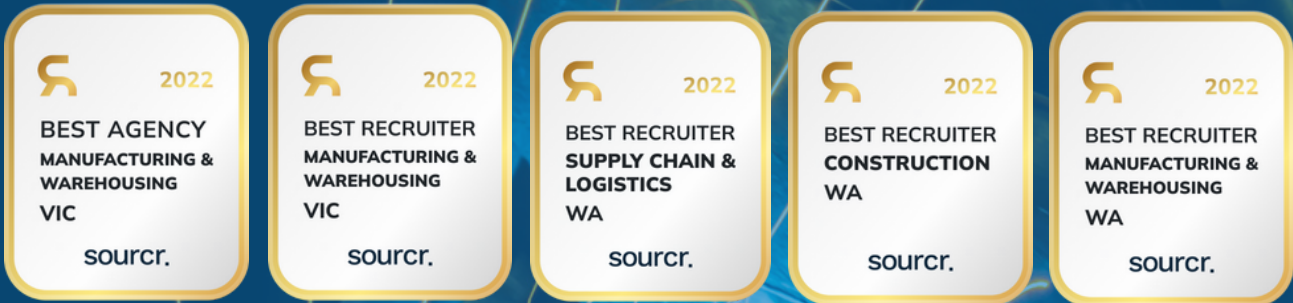 2022
BEST AGENCY
MANUFACTURING &
WAREHOUSING
VIC
sourcr.
2022
BEST RECRUITER
MANUFACTURING &
WAREHOUSING
VIC
sourcr.
2022
BEST RECRUITER
SUPPLY CHAIN &
LOGISTICS
WA
sourcr.
2022
BEST RECRUITER
CONSTRUCTION
WA
sourcr.
2022
BEST RECRUITER
MANUFACTURING &
WAREHOUSING
WA
sourcr.